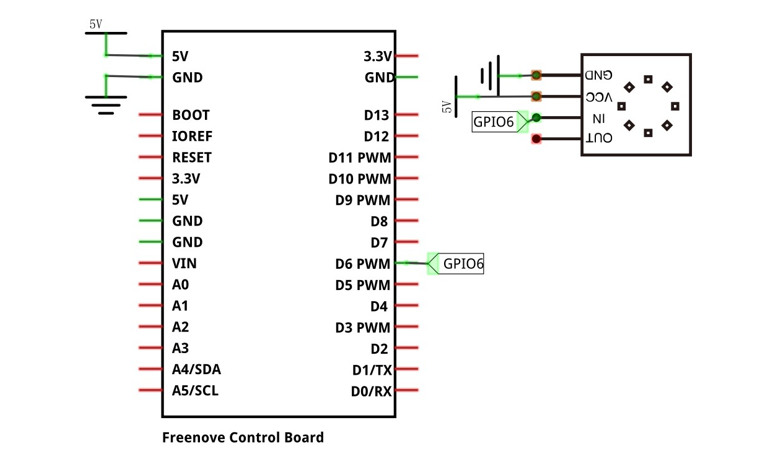 5V
5V
GND
BOOT
IOREF
RESET
3.3V
5V
GND
GND
VIN
A0
A1
A2
A3
A4/SDA
A5/SCL
3.3V
GND
D13
D12
D11 PWM
D10 PWM
D9 PWM
D8
D7
D6 PWM
D5 PWM
D4
D3 PWM
D2
D1/TX
D0/RX
GPIO6
5V
GPIO6
GND
VCC
IN
OUT
Freenove Control Board